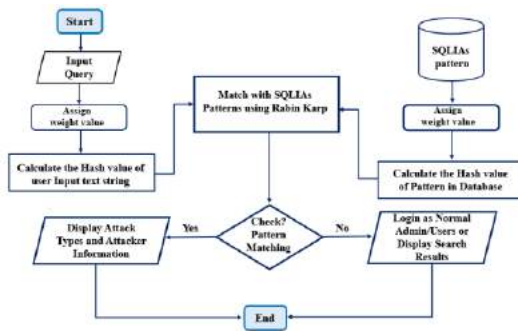 Start
Input
Query
Assign
weight value
Calculate the Hash value of
user Input text string
Match with SQLIAs
Patterns using Rabin Karp
SQLIAs
pattern
Assign
weight value
Calculate the Hash value
of Pattern in Database
Check?
Pattern
Matching
Yes
No
Display Attack
Types and Attacker
Information
Login as Normal
Admin/Users or
Display Search
Results
End